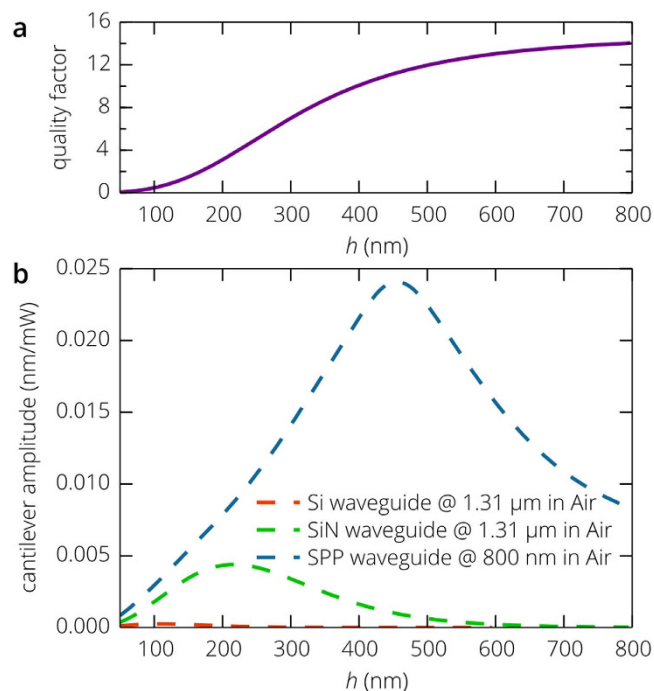 a
16
12
8
4
0
quality factor
100 200 300 400 500 600 700 800
h (nm)
b
0.025
0.020
0.015
0.010
0.005
0.000
cantilever amplitude (nm/mW)
Si waveguide @ 1.31 μm in Air
SiN waveguide @ 1.31 μm in Air
SPP waveguide @ 800 nm in Air
100 200 300 400 500 600 700 800
h (nm)